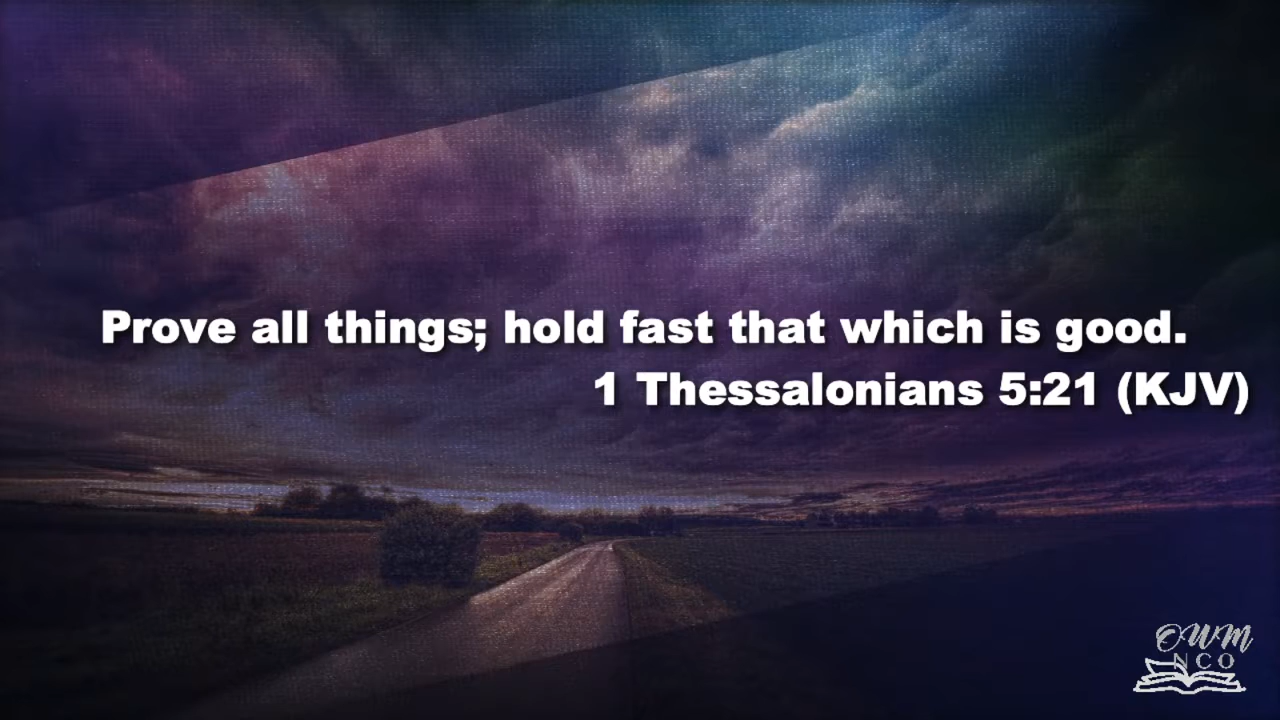 Prove all things; hold fast that which is good.
1 Thessalonians 5:21 (KJV)
OWM
NCO